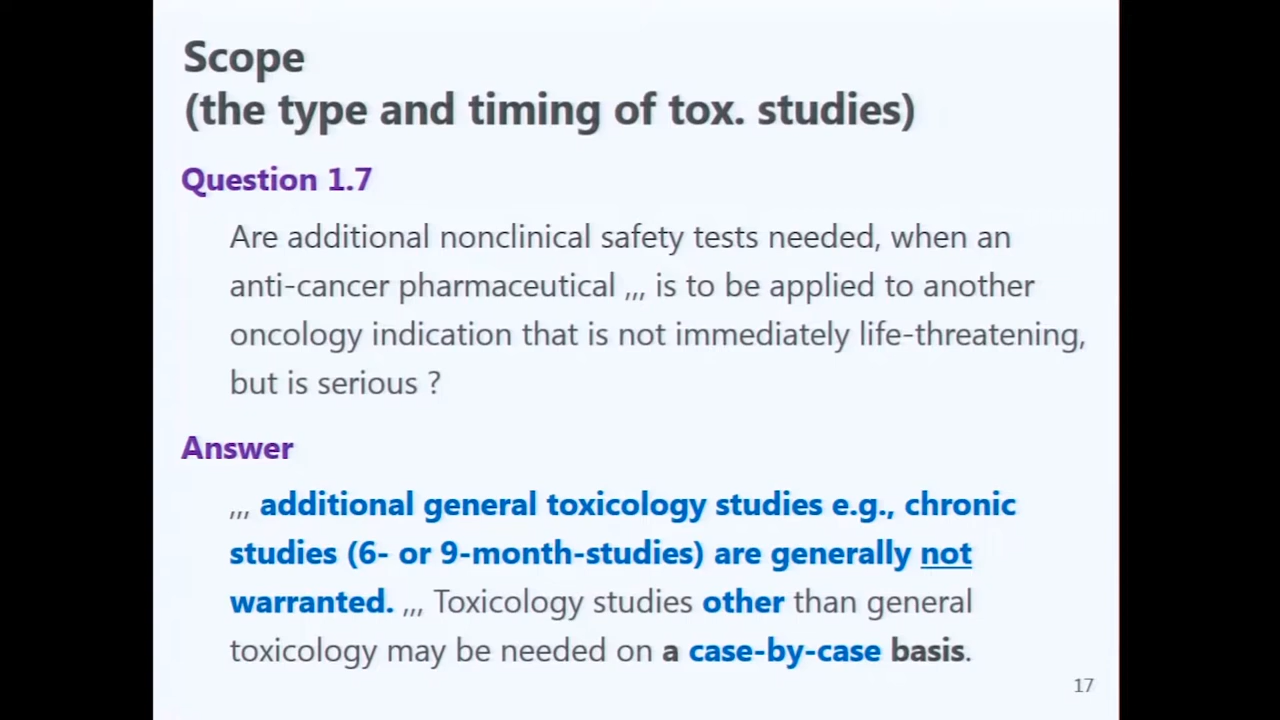 Scope
(the type and timing of tox. studies)
Question 1.7
Are additional nonclinical safety tests needed, when an
anti-cancer pharmaceutical ,,, is to be applied to another
oncology indication that is not immediately life-threatening,
but is serious ?
Answer
,,, additional general toxicology studies e.g., chronic
studies (6- or 9-month-studies) are generally not
warranted. ,,, Toxicology studies other than general
toxicology may be needed on a case-by-case basis.
17